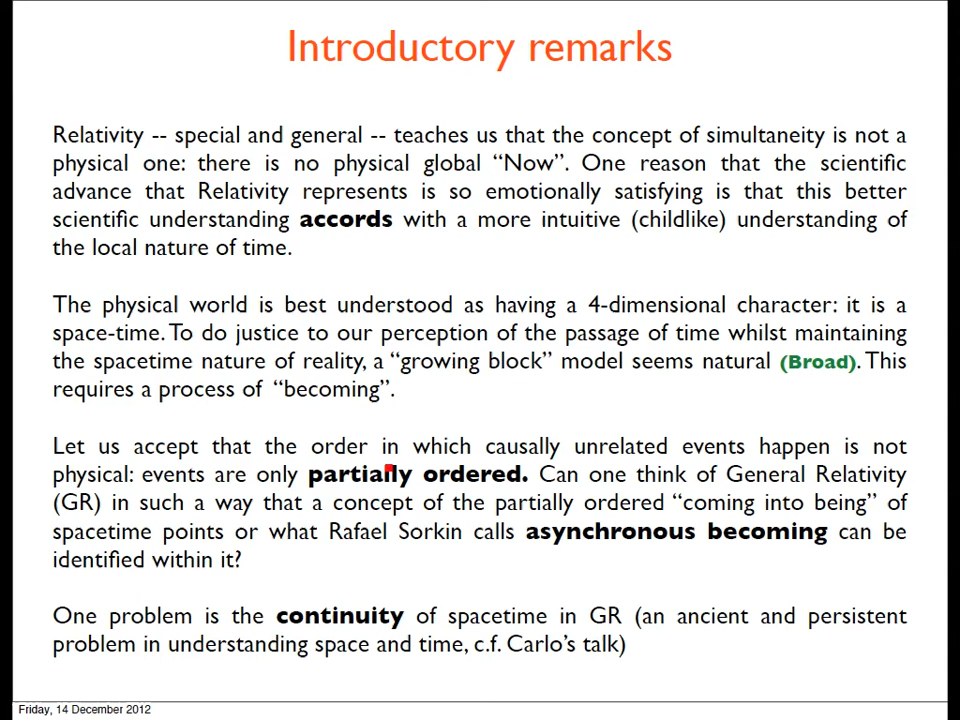 Introductory remarks
Relativity -- special and general -- teaches us that the concept of simultaneity is not a
physical one: there is no physical global “Now”. One reason that the scientific
advance that Relativity represents is so emotionally satisfying is that this better
scientific understanding accords with a more intuitive (childlike) understanding of
the local nature of time.
The physical world is best understood as having a 4-dimensional character: it is a
space-time. To do justice to our perception of the passage of time whilst maintaining
the spacetime nature of reality, a “growing block” model seems natural (Broad). This
requires a process of “becoming”.
Let us accept that the order in which causally unrelated events happen is not
physical: events are only partially ordered. Can one think of General Relativity
(GR) in such a way that a concept of the partially ordered “coming into being” of
spacetime points or what Rafael Sorkin calls asynchronous becoming can be
identified within it?
One problem is the continuity of spacetime in GR (an ancient and persistent
problem in understanding space and time, c.f. Carlo’s talk)
Friday, 14 December 2012